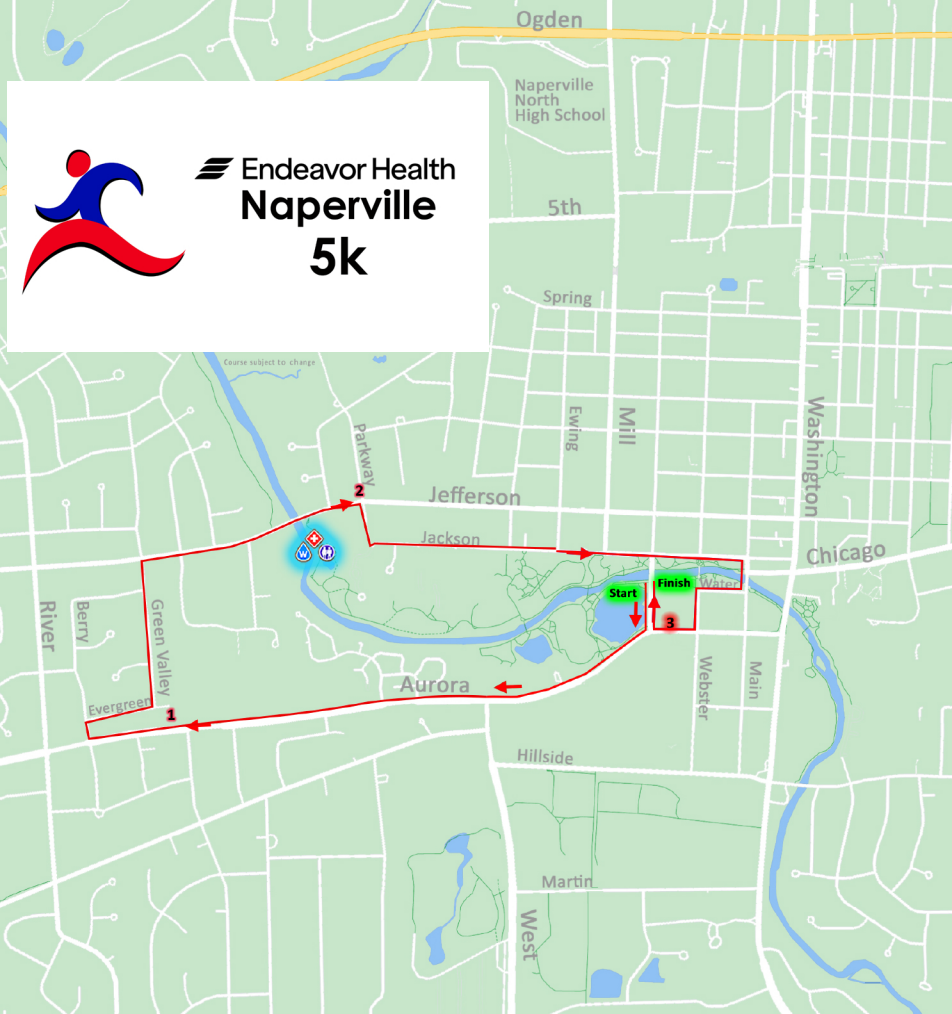 Ogden
Naperville
North
High School
Endeavor Health
Naperville
5k
5th
Spring
Course subject to change
Parkway
Ewing
Mill
Washington
2
Jefferson
Jackson
Chicago
W
Start
Finish
Water
3
River
Berry
Green Valley
Aurora
Webster
Main
Evergreen
1
Hillside
Martin
West